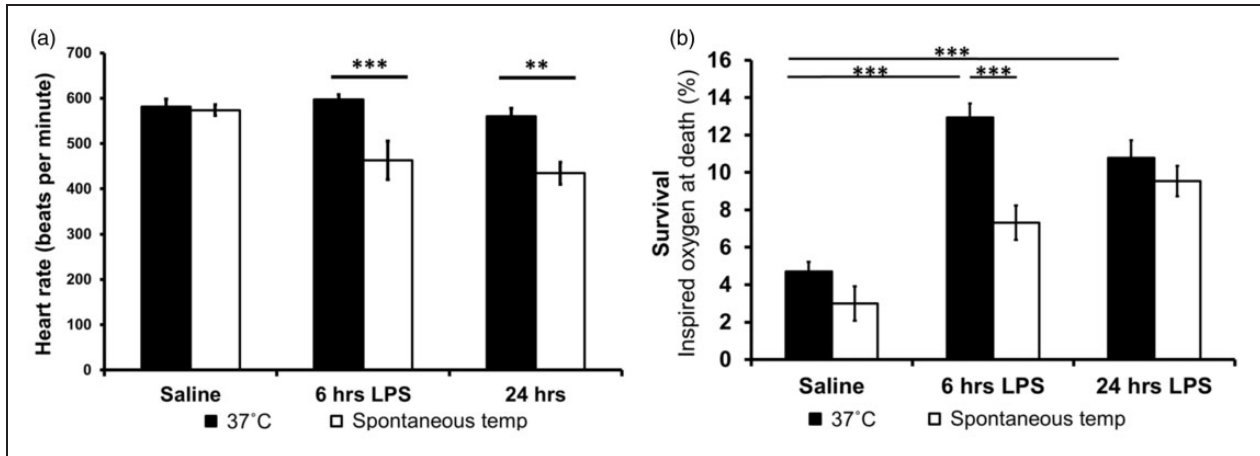 (a)
700
600
500
400
300
200
100
0
Heart rate (beats per minute)
***
**
Saline 6 hrs LPS 24 hrs
37˚C Spontaneous temp
(b)
16
14
12
10
8
6
4
2
0
Survival
Inspired oxygen at death (%)
***
*** ***
Saline 6 hrs LPS 24 hrs LPS
37˚C Spontaneous temp